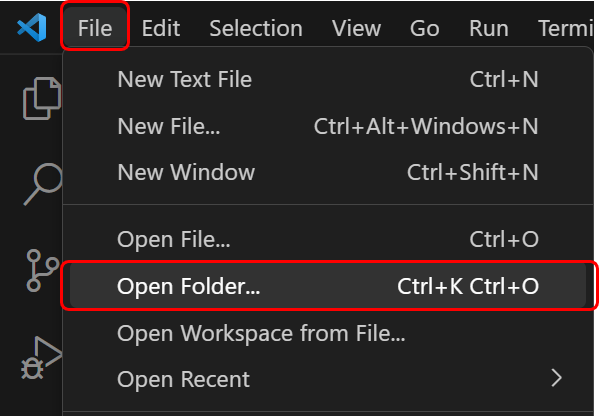 File Edit Selection View Go Run Termi
New Text File Ctrl+N
New File... Ctrl+Alt+Windows+N
New Window Ctrl+Shift+N
Open File... Ctrl+O
Open Folder... Ctrl+K Ctrl+O
Open Workspace from File...
Open Recent